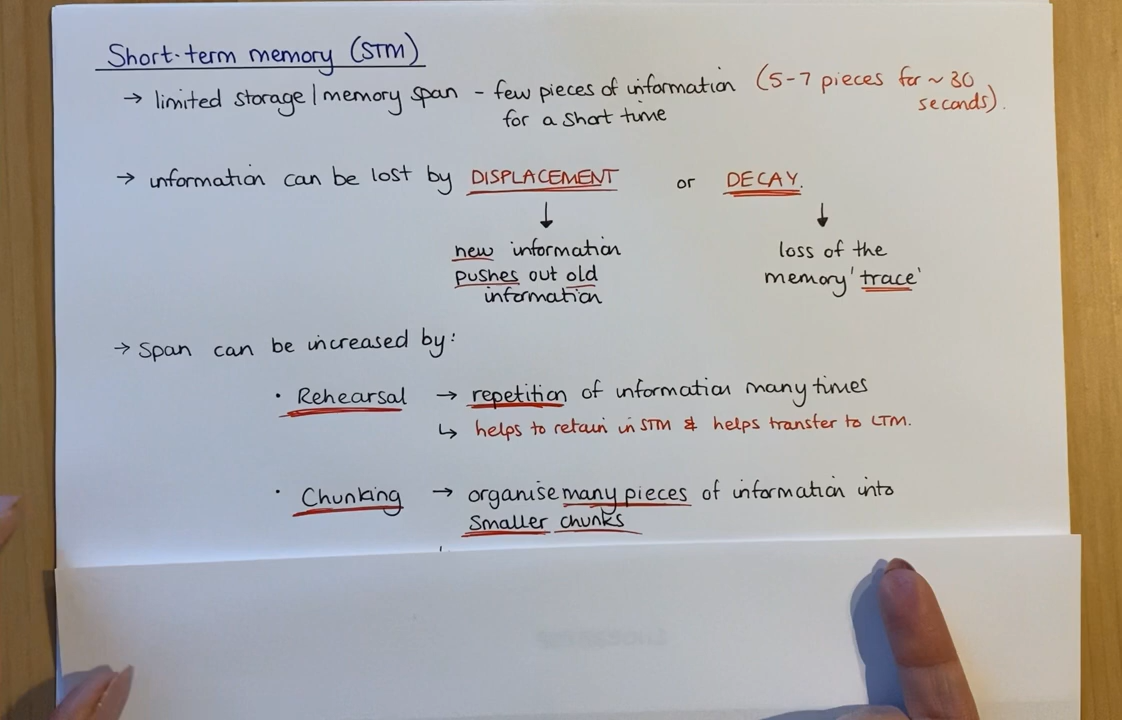 Short-term memory (STM)
→ limited storage/memory span - few pieces of information (5-7 pieces for ~30
for a short time seconds).
→ information can be lost by DISPLACEMENT or DECAY.
↓ ↓
new information loss of the
pushes out old memory 'trace'
information
→ Span can be increased by:
· Rehearsal → repetition of information many times
↳ helps to retain in STM & helps transfer to LTM.
· Chunking → organise many pieces of information into
smaller chunks